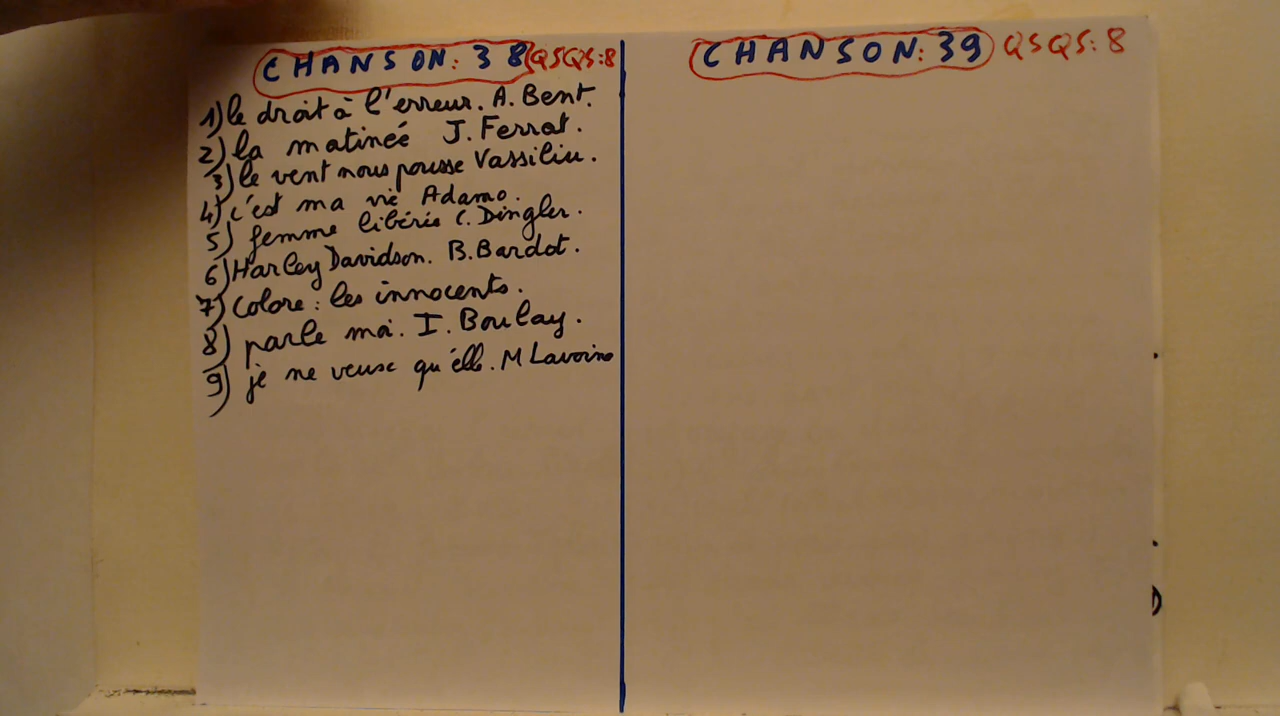 CHANSON: 38 QSQS:8
1) le droit à l'erreur. A. Bent.
2) la matinée J. Ferrat.
3) le vent nous pousse Vassiliu.
4) c'est ma vie Adamo.
5) femme libérie C. Dingler.
6) Harley Davidson. B. Bardot.
7) Colore: les innocents.
8) parle moi. I. Boulay.
9) je ne veuse qu'elle. M Lavoine
CHANSON: 39 QSQS: 8